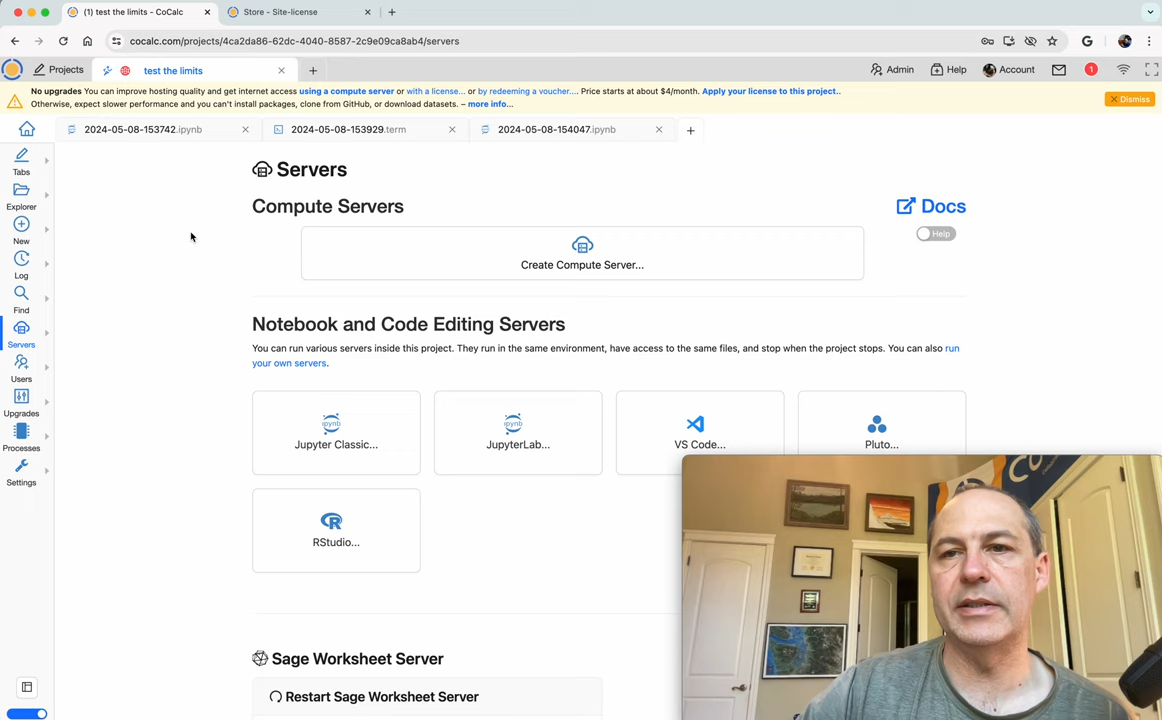 (1) test the limits - CoCalc
Store - Site-license
cocalc.com/projects/4ca2da86-62dc-4040-8587-2c9e09ca8ab4/servers
Projects
test the limits
Admin
Help
Account
1
No upgrades You can improve hosting quality and get internet access using a compute server or with a license... or by redeeming a voucher.... Price starts at about $4/month. Apply your license to this project..
Otherwise, expect slower performance and you can't install packages, clone from GitHub, or download datasets. – more info...
Dismiss
2024-05-08-153742.ipynb
2024-05-08-153929.term
2024-05-08-154047.ipynb
Tabs
Explorer
New
Log
Find
Servers
Users
Upgrades
Processes
Settings
Servers
Compute Servers
Docs
Help
Create Compute Server...
Notebook and Code Editing Servers
You can run various servers inside this project. They run in the same environment, have access to the same files, and stop when the project stops. You can also run
your own servers.
ipynb
Jupyter Classic...
ipynb
JupyterLab...
VS Code...
Pluto...
RStudio...
Sage Worksheet Server
Restart Sage Worksheet Server